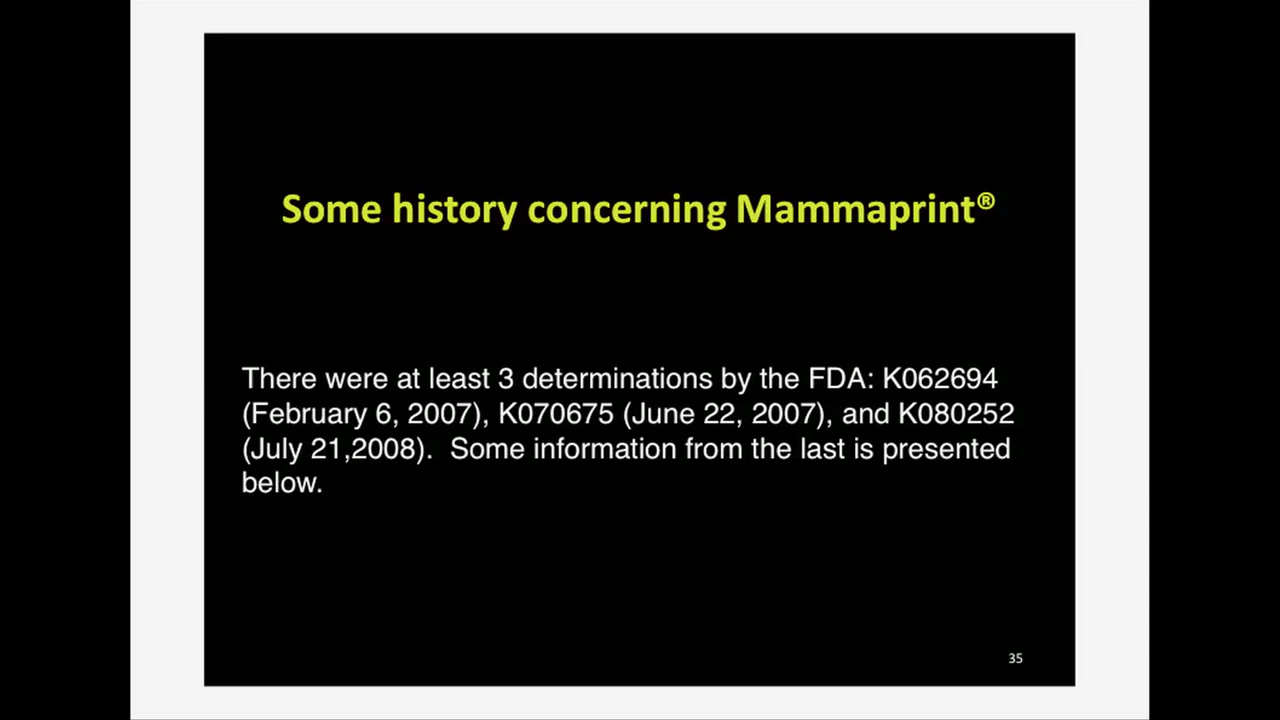 Some history concerning Mammaprint®
There were at least 3 determinations by the FDA: K062694
(February 6, 2007), K070675 (June 22, 2007), and K080252
(July 21,2008).  Some information from the last is presented
below.
35